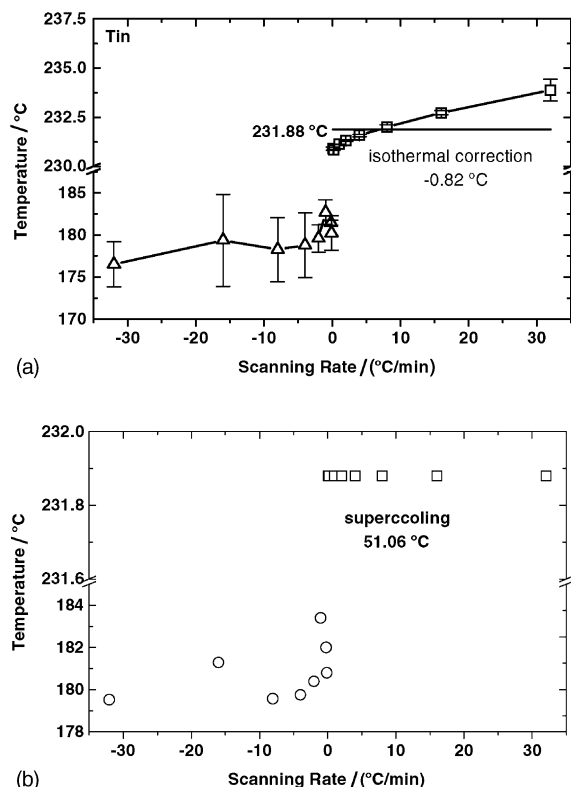 237.5
Tin
235.0
232.5
231.88 °C
230.0
isothermal correction
-0.82 °C
185
180
175
170
Temperature / °C
-30 -20 -10 0 10 20 30
(a)
Scanning Rate / (°C/min)
232.0
231.8
superccoling
51.06 °C
231.6
184
182
180
178
Temperature / °C
-30 -20 -10 0 10 20 30
(b)
Scanning Rate / (°C/min)